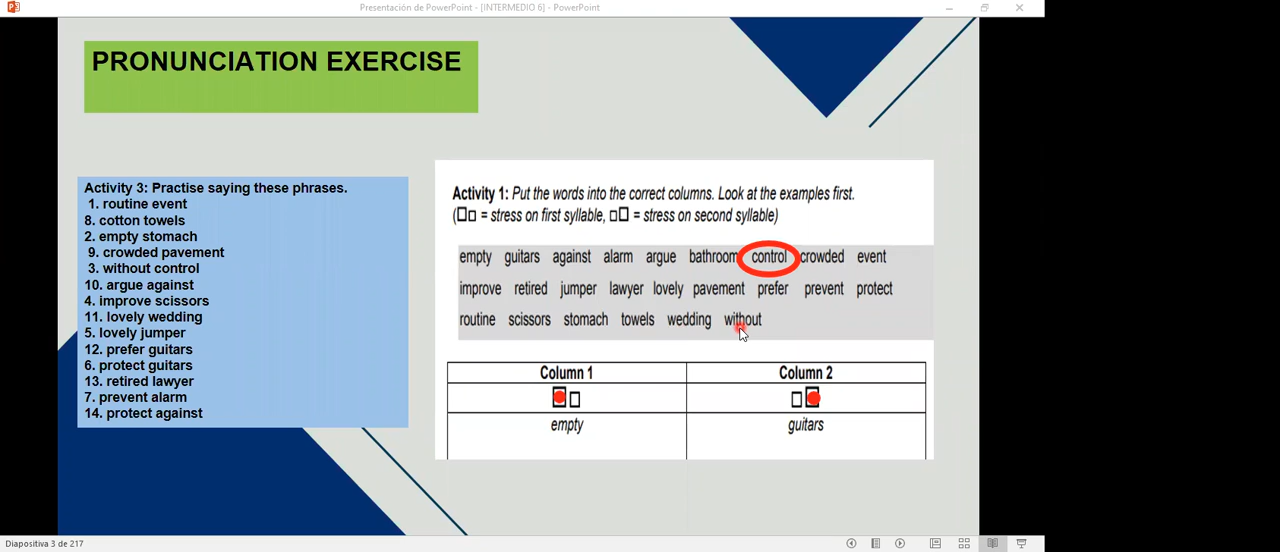 Presentación de PowerPoint - [INTERMEDIO 6] - PowerPoint
PRONUNCIATION EXERCISE
Activity 3: Practise saying these phrases.
1. routine event
8. cotton towels
2. empty stomach
9. crowded pavement
3. without control
10. argue against
4. improve scissors
11. lovely wedding
5. lovely jumper
12. prefer guitars
6. protect guitars
13. retired lawyer
7. prevent alarm
14. protect against
Activity 1: Put the words into the correct columns. Look at the examples first.
(□□ = stress on first syllable, □□ = stress on second syllable)
empty guitars against alarm argue bathroom control crowded event
improve retired jumper lawyer lovely pavement prefer prevent protect
routine scissors stomach towels wedding without
Column 1 Column 2
empty guitars
Diapositiva 3 de 217